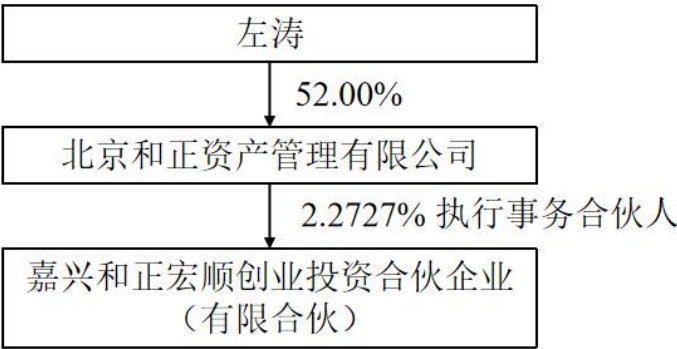 左涛
52.00%
北京和正资产管理有限公司
2.2727% 执行事务合伙人
嘉兴和正宏顺创业投资合伙企业
（有限合伙）